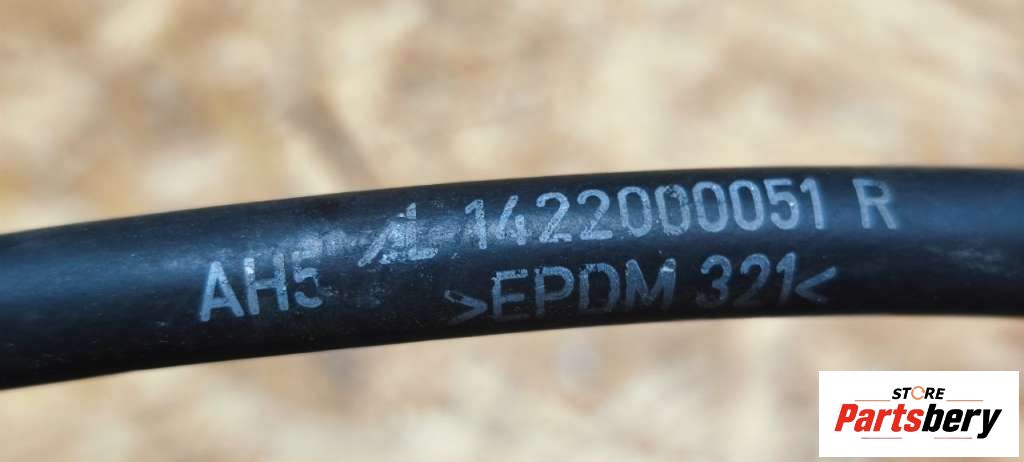 1422000051 R
AH5 >EPDM 321<
STORE
Partsbery